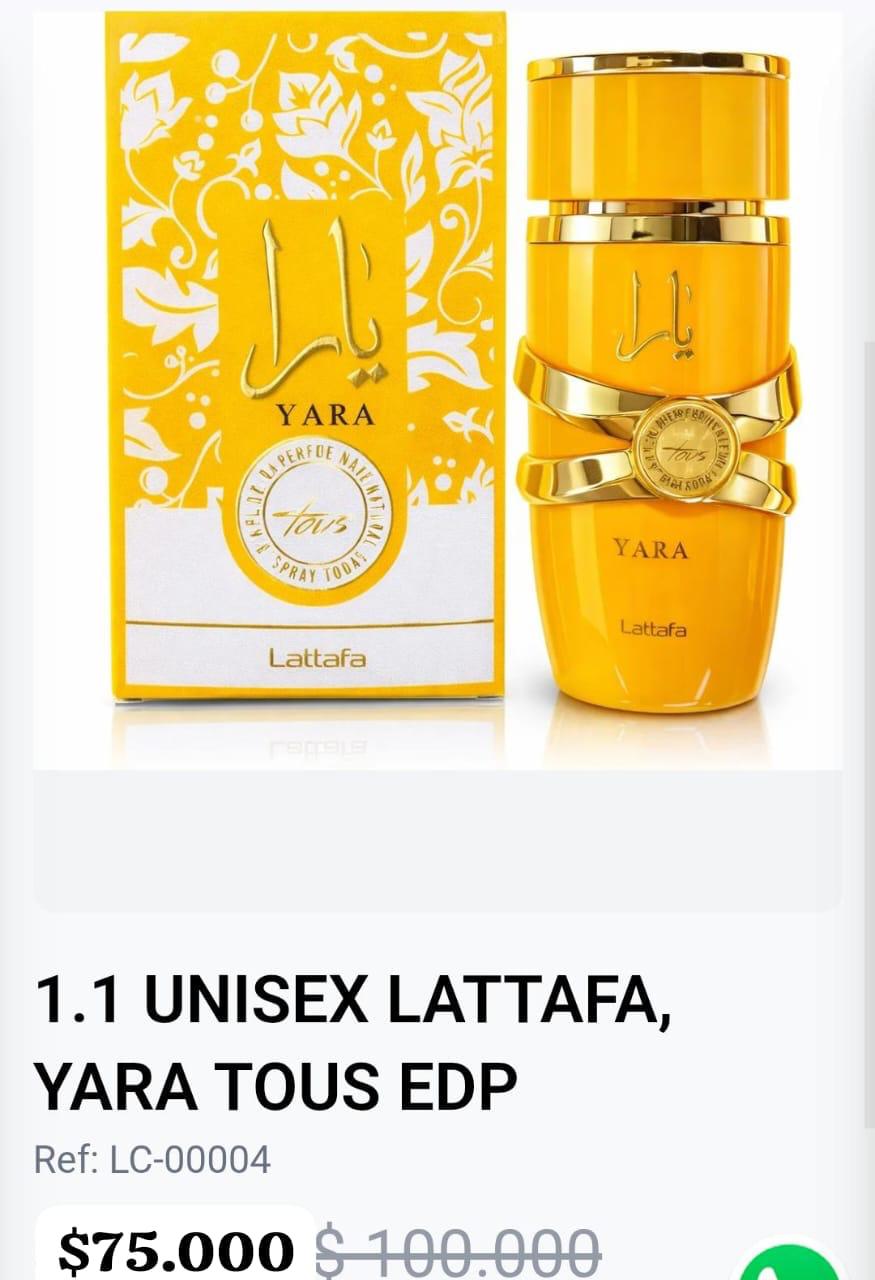 يارا
YARA
tous
SPRAY
Lattafa
يارا
tous
YARA
Lattafa
1.1 UNISEX LATTAFA,
YARA TOUS EDP
Ref: LC-00004
$75.000 $ 100.000